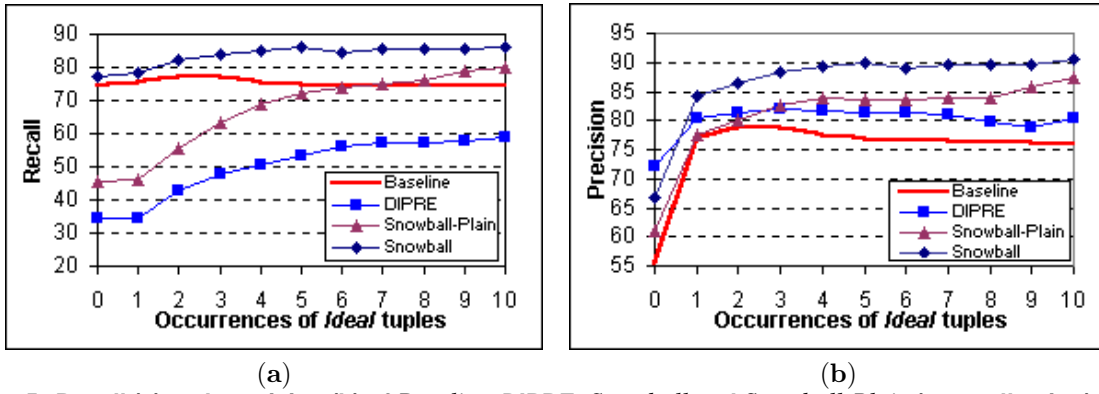 90
80
70
60
50
40
30
20
Recall
Baseline
DIPRE
Snowball-Plain
Snowball
0 1 2 3 4 5 6 7 8 9 10
Occurrences of Ideal tuples
(a)
95
90
85
80
75
70
65
60
55
Precision
Baseline
DIPRE
Snowball-Plain
Snowball
0 1 2 3 4 5 6 7 8 9 10
Occurrences of Ideal tuples
(b)